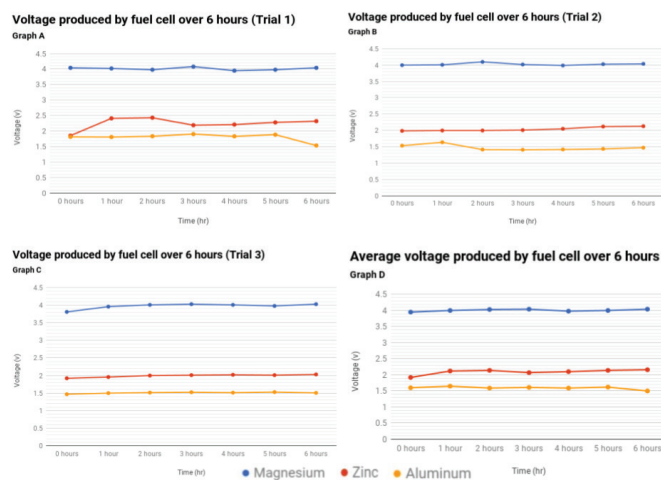 Voltage produced by fuel cell over 6 hours (Trial 1)
Graph A
4.5
4
3.5
3
2.5
2
1.5
1
0.5
0
Voltage (v)
0 hours 1 hour 2 hours 3 hours 4 hours 5 hours 6 hours
Time (hr)
Voltage produced by fuel cell over 6 hours (Trial 2)
Graph B
4.5
4
3.5
3
2.5
2
1.5
1
0.5
0
Voltage (v)
0 hours 1 hour 2 hours 3 hours 4 hours 5 hours 6 hours
Time (hr)
Voltage produced by fuel cell over 6 hours (Trial 3)
Graph C
4.5
4
3.5
3
2.5
2
1.5
1
0.5
0
Voltage (v)
0 hours 1 hour 2 hours 3 hours 4 hours 5 hours 6 hours
Time (hr)
Average voltage produced by fuel cell over 6 hours
Graph D
4.5
4
3.5
3
2.5
2
1.5
1
0.5
0
Voltage (v)
0 hours 1 hour 2 hours 3 hours 4 hours 5 hours 6 hours
Time (hr)
Magnesium Zinc Aluminum